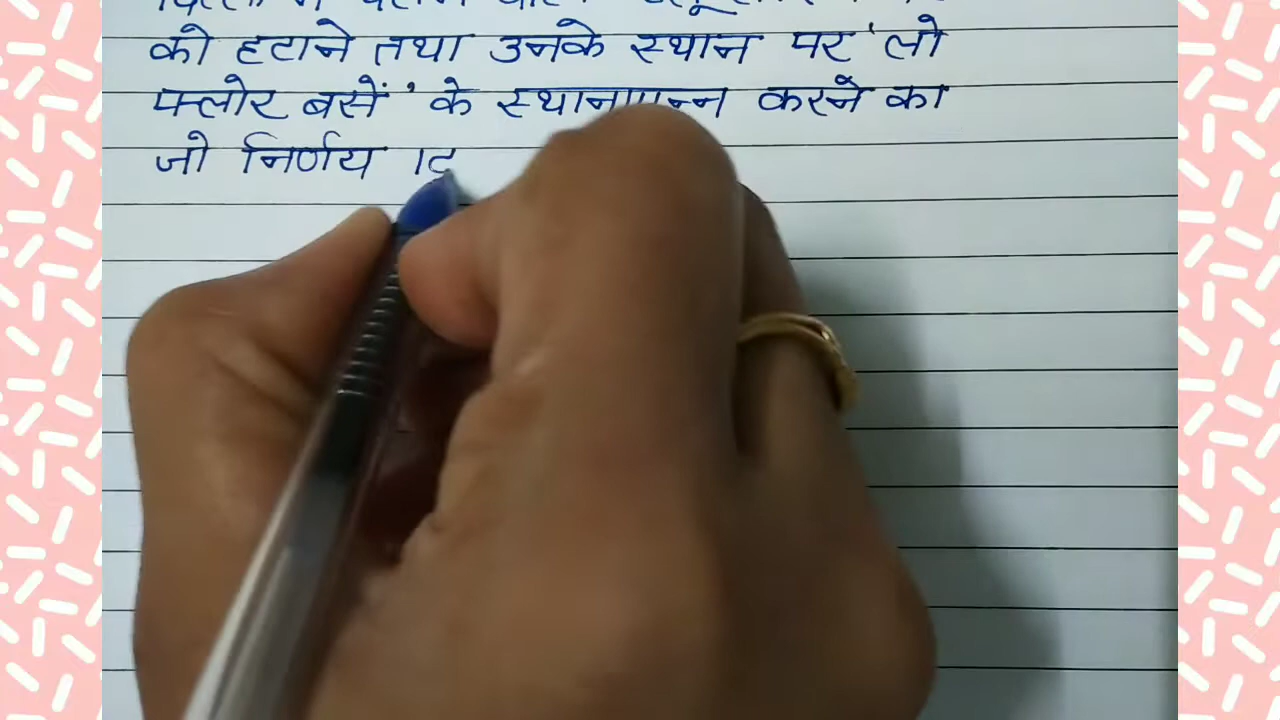 को हटाने तथा उनके स्थान पर 'लो
फ्लोर बसें' के स्थानापन्न करने का
जो निर्णय